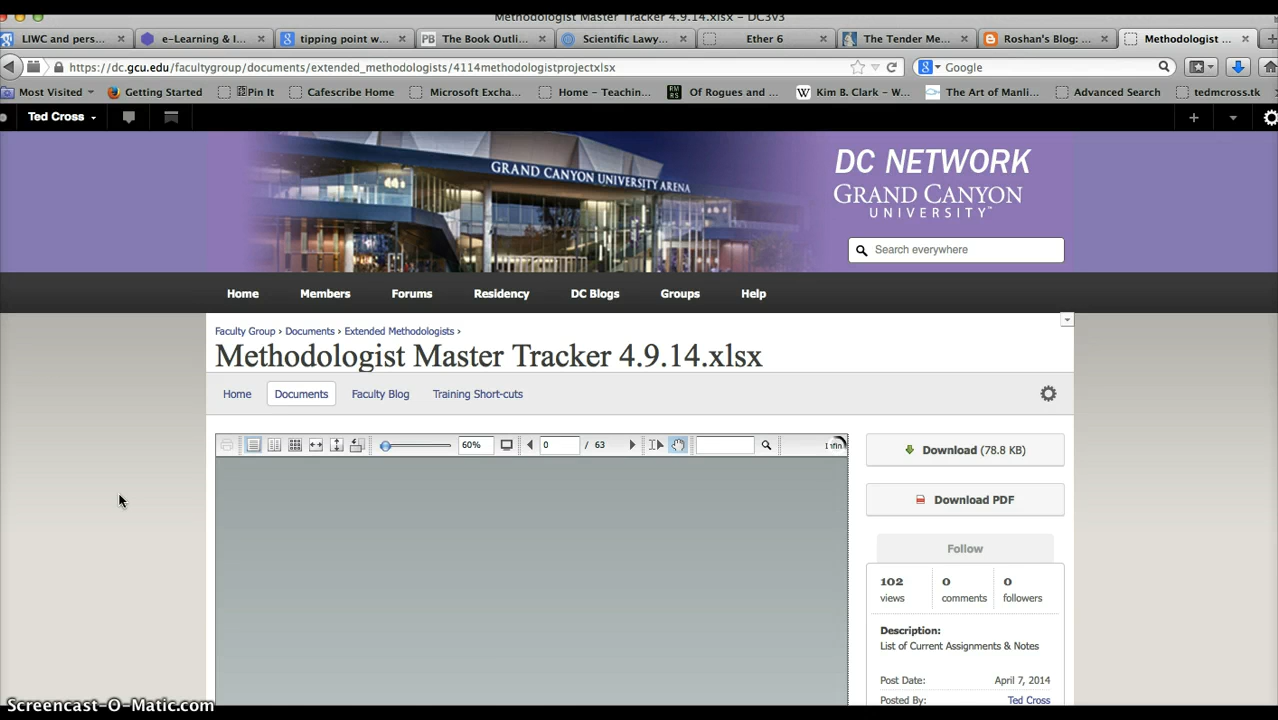 Methodologist Master Tracker 4.9.14.xlsx – DC3V3
LIWC and pers... × e-Learning & I... × tipping point w... × The Book Outli... × Scientific Lawy... × Ether 6 × The Tender Me... × Roshan's Blog: ... × Methodologist ... × +
https://dc.gcu.edu/facultygroup/documents/extended_methodologists/4114methodologistprojectxlsx Google
Most Visited Getting Started Pin It Cafescribe Home Microsoft Excha... Home – Teachin... Of Rogues and ... Kim B. Clark – W... The Art of Manli... Advanced Search tedmcross.tk
Ted Cross
GRAND CANYON UNIVERSITY ARENA
DC NETWORK
GRAND CANYON
UNIVERSITY™
Search everywhere
Home Members Forums Residency DC Blogs Groups Help
Faculty Group › Documents › Extended Methodologists ›
Methodologist Master Tracker 4.9.14.xlsx
Home Documents Faculty Blog Training Short-cuts
60% 0 / 63
Download (78.8 KB)
Download PDF
Follow
102 0 0
views comments followers
Description:
List of Current Assignments & Notes
Post Date: April 7, 2014
Posted By: Ted Cross
Screencast-O-Matic.com